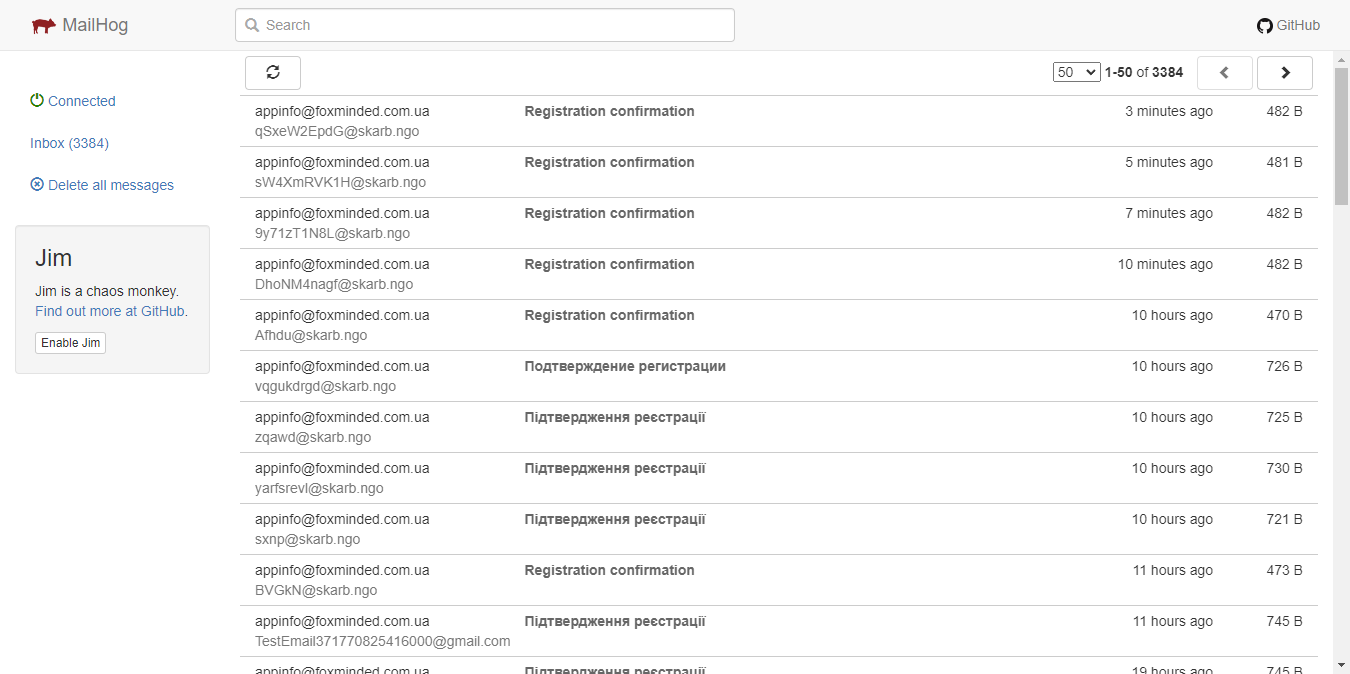 MailHog
Search
GitHub
50 1-50 of 3384
Connected
Inbox (3384)
Delete all messages
Jim
Jim is a chaos monkey.
Find out more at GitHub.
Enable Jim
appinfo@foxminded.com.ua Registration confirmation 3 minutes ago 482 B
qSxeW2EpdG@skarb.ngo
appinfo@foxminded.com.ua Registration confirmation 5 minutes ago 481 B
sW4XmRVK1H@skarb.ngo
appinfo@foxminded.com.ua Registration confirmation 7 minutes ago 482 B
9y71zT1N8L@skarb.ngo
appinfo@foxminded.com.ua Registration confirmation 10 minutes ago 482 B
DhoNM4nagf@skarb.ngo
appinfo@foxminded.com.ua Registration confirmation 10 hours ago 470 B
Afhdu@skarb.ngo
appinfo@foxminded.com.ua Подтверждение регистрации 10 hours ago 726 B
vqgukdrgd@skarb.ngo
appinfo@foxminded.com.ua Підтвердження реєстрації 10 hours ago 725 B
zqawd@skarb.ngo
appinfo@foxminded.com.ua Підтвердження реєстрації 10 hours ago 730 B
yarfsrevl@skarb.ngo
appinfo@foxminded.com.ua Підтвердження реєстрації 10 hours ago 721 B
sxnp@skarb.ngo
appinfo@foxminded.com.ua Registration confirmation 11 hours ago 473 B
BVGkN@skarb.ngo
appinfo@foxminded.com.ua Підтвердження реєстрації 11 hours ago 745 B
TestEmail371770825416000@gmail.com
appinfo@foxminded.com.ua Підтвердження реєстрації 19 hours ago 745 B